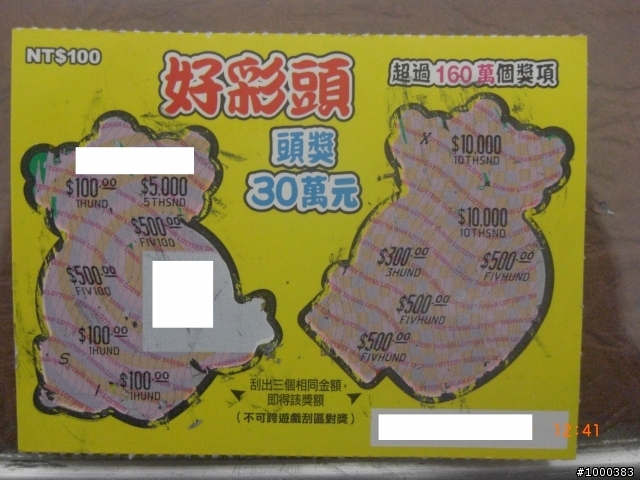 NT$100
好彩頭
超過160萬個獎項
頭獎
30萬元
$100.00
1HUND
$5,000
5THSND
$500.00
FIV100
$500.00
FIV100
$100.00
1HUND
S
$100.00
1HUND
X
$10,000
10THSND
$10,000
10THSND
$300.00
3HUND
$500.00
FIVHUND
$500.00
FIVHUND
$500.00
FIVHUND
刮出三個相同金額，
即得該獎額
（不可跨遊戲刮區對獎）
12:41
#1000383